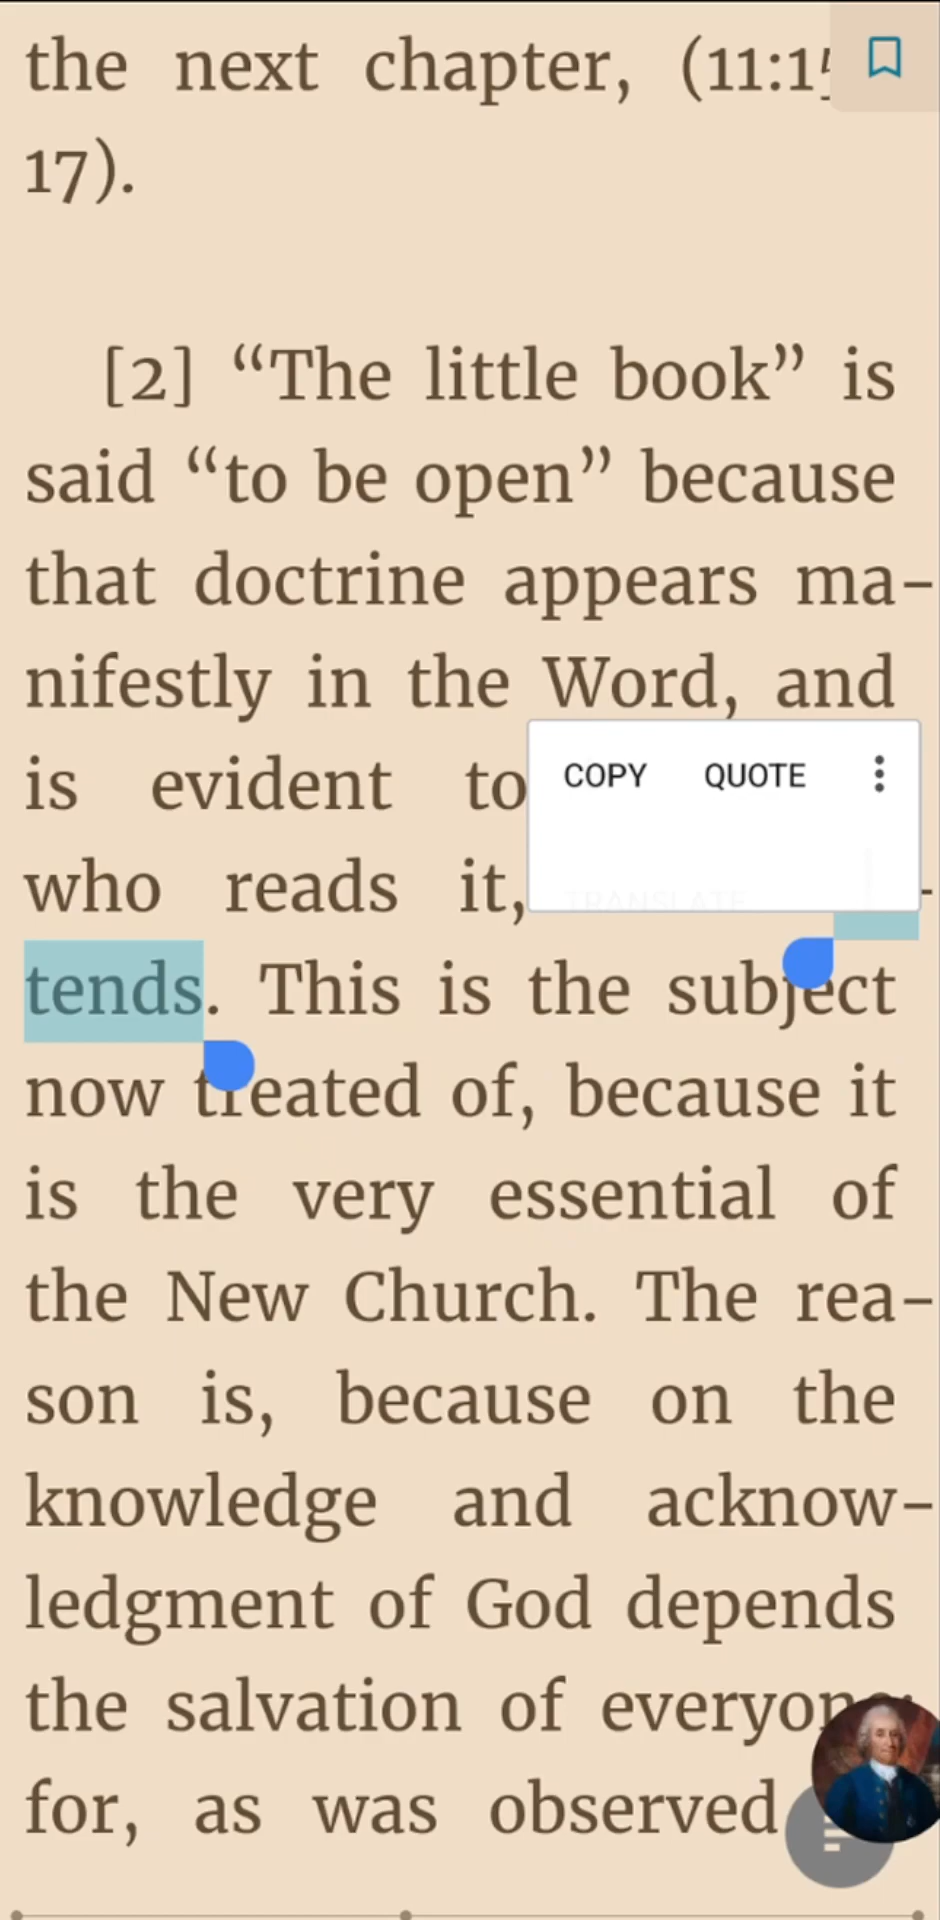 the next chapter, (11:15
17).
[2] “The little book” is
said “to be open” because
that doctrine appears ma-
nifestly in the Word, and
is evident to
COPY QUOTE
who reads it,
TRANSLATE
tends. This is the subject
now treated of, because it
is the very essential of
the New Church. The rea-
son is, because on the
knowledge and acknow-
ledgment of God depends
the salvation of everyone
for, as was observed